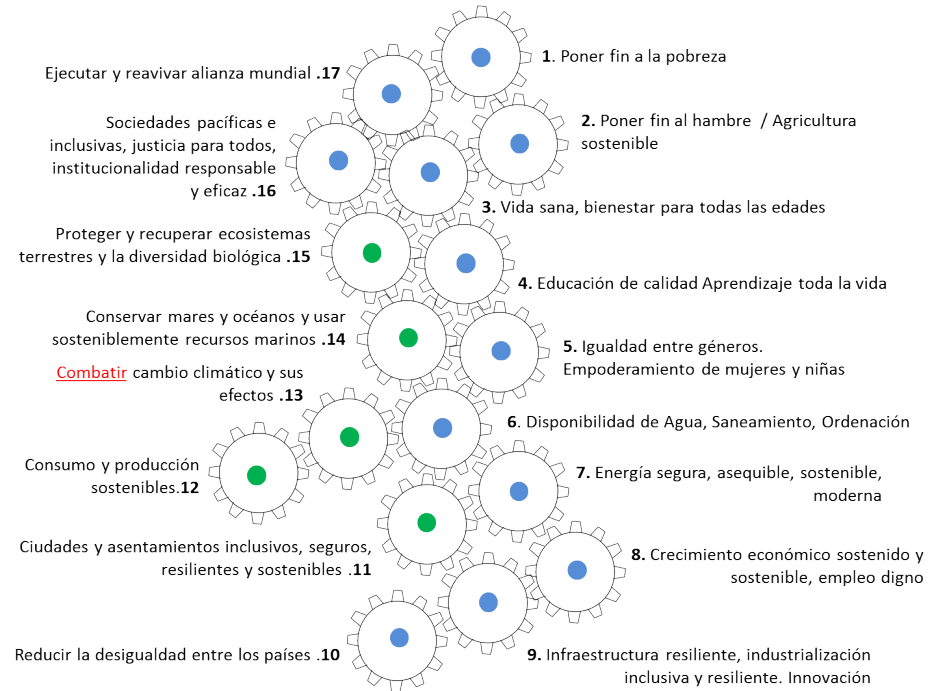 1. Poner fin a la pobreza
2. Poner fin al hambre / Agricultura
sostenible
3. Vida sana, bienestar para todas las edades
4. Educación de calidad Aprendizaje toda la vida
5. Igualdad entre géneros.
Empoderamiento de mujeres y niñas
6. Disponibilidad de Agua, Saneamiento, Ordenación
7. Energía segura, asequible, sostenible,
moderna
8. Crecimiento económico sostenido y
sostenible, empleo digno
9. Infraestructura resiliente, industrialización
inclusiva y resiliente. Innovación
Reducir la desigualdad entre los países .10
Ciudades y asentamientos inclusivos, seguros,
resilientes y sostenibles .11
Consumo y producción
sostenibles.12
Combatir cambio climático y sus
efectos .13
Conservar mares y océanos y usar
sosteniblemente recursos marinos .14
Proteger y recuperar ecosistemas
terrestres y la diversidad biológica .15
Sociedades pacíficas e
inclusivas, justicia para todos,
institucionalidad responsable
y eficaz .16
Ejecutar y reavivar alianza mundial .17